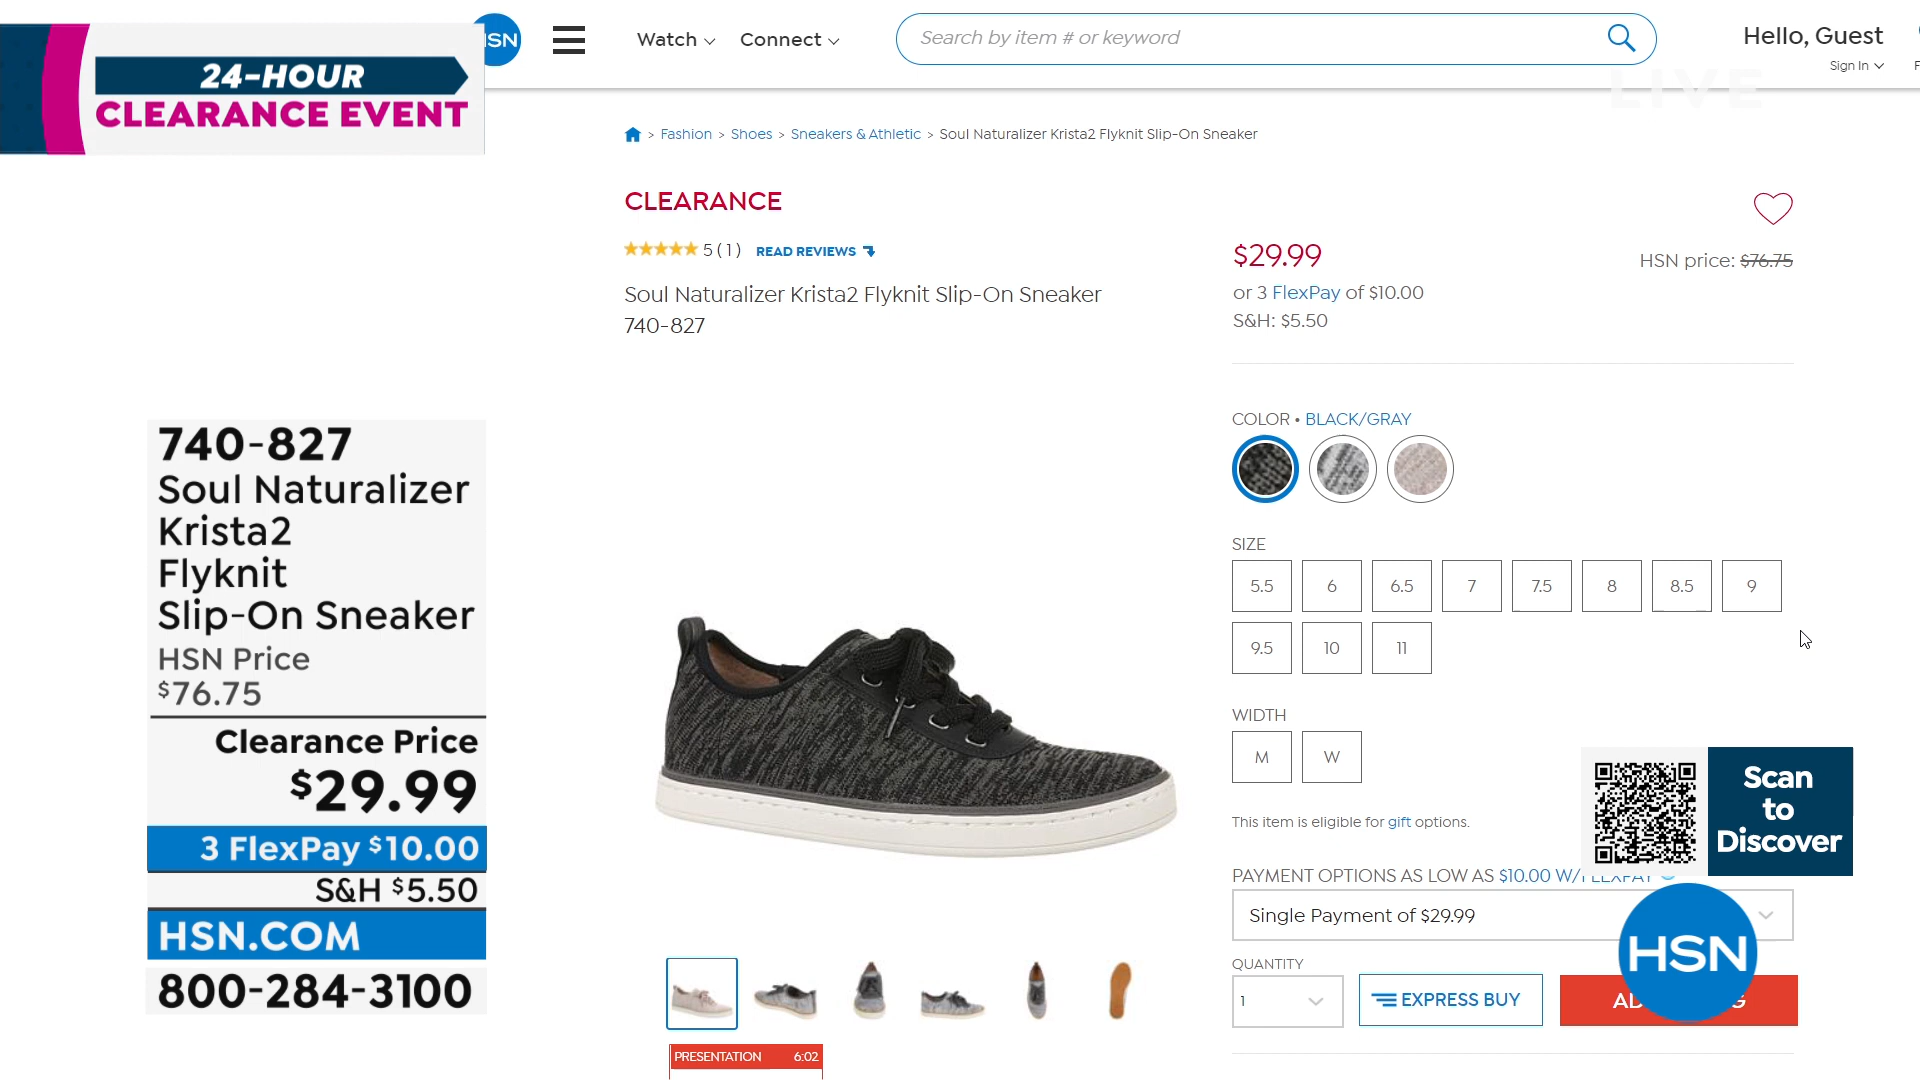 24-HOUR
CLEARANCE EVENT
HSN
Watch
Connect
Search by item # or keyword
Hello, Guest
Sign In
F
LIVE
> Fashion > Shoes > Sneakers & Athletic > Soul Naturalizer Krista2 Flyknit Slip-On Sneaker
CLEARANCE
5 ( 1 ) READ REVIEWS
Soul Naturalizer Krista2 Flyknit Slip-On Sneaker
740-827
$29.99
HSN price: $76.75
or 3 FlexPay of $10.00
S&H: $5.50
COLOR • BLACK/GRAY
SIZE
5.5 6 6.5 7 7.5 8 8.5 9
9.5 10 11
WIDTH
M W
This item is eligible for gift options.
PAYMENT OPTIONS AS LOW AS $10.00 W/FLEXPAY
Single Payment of $29.99
QUANTITY
1
EXPRESS BUY
AD
G
Scan
to
Discover
HSN
740-827
Soul Naturalizer
Krista2
Flyknit
Slip-On Sneaker
HSN Price
$76.75
Clearance Price
$29.99
3 FlexPay $10.00
S&H $5.50
HSN.COM
800-284-3100
PRESENTATION 6:02